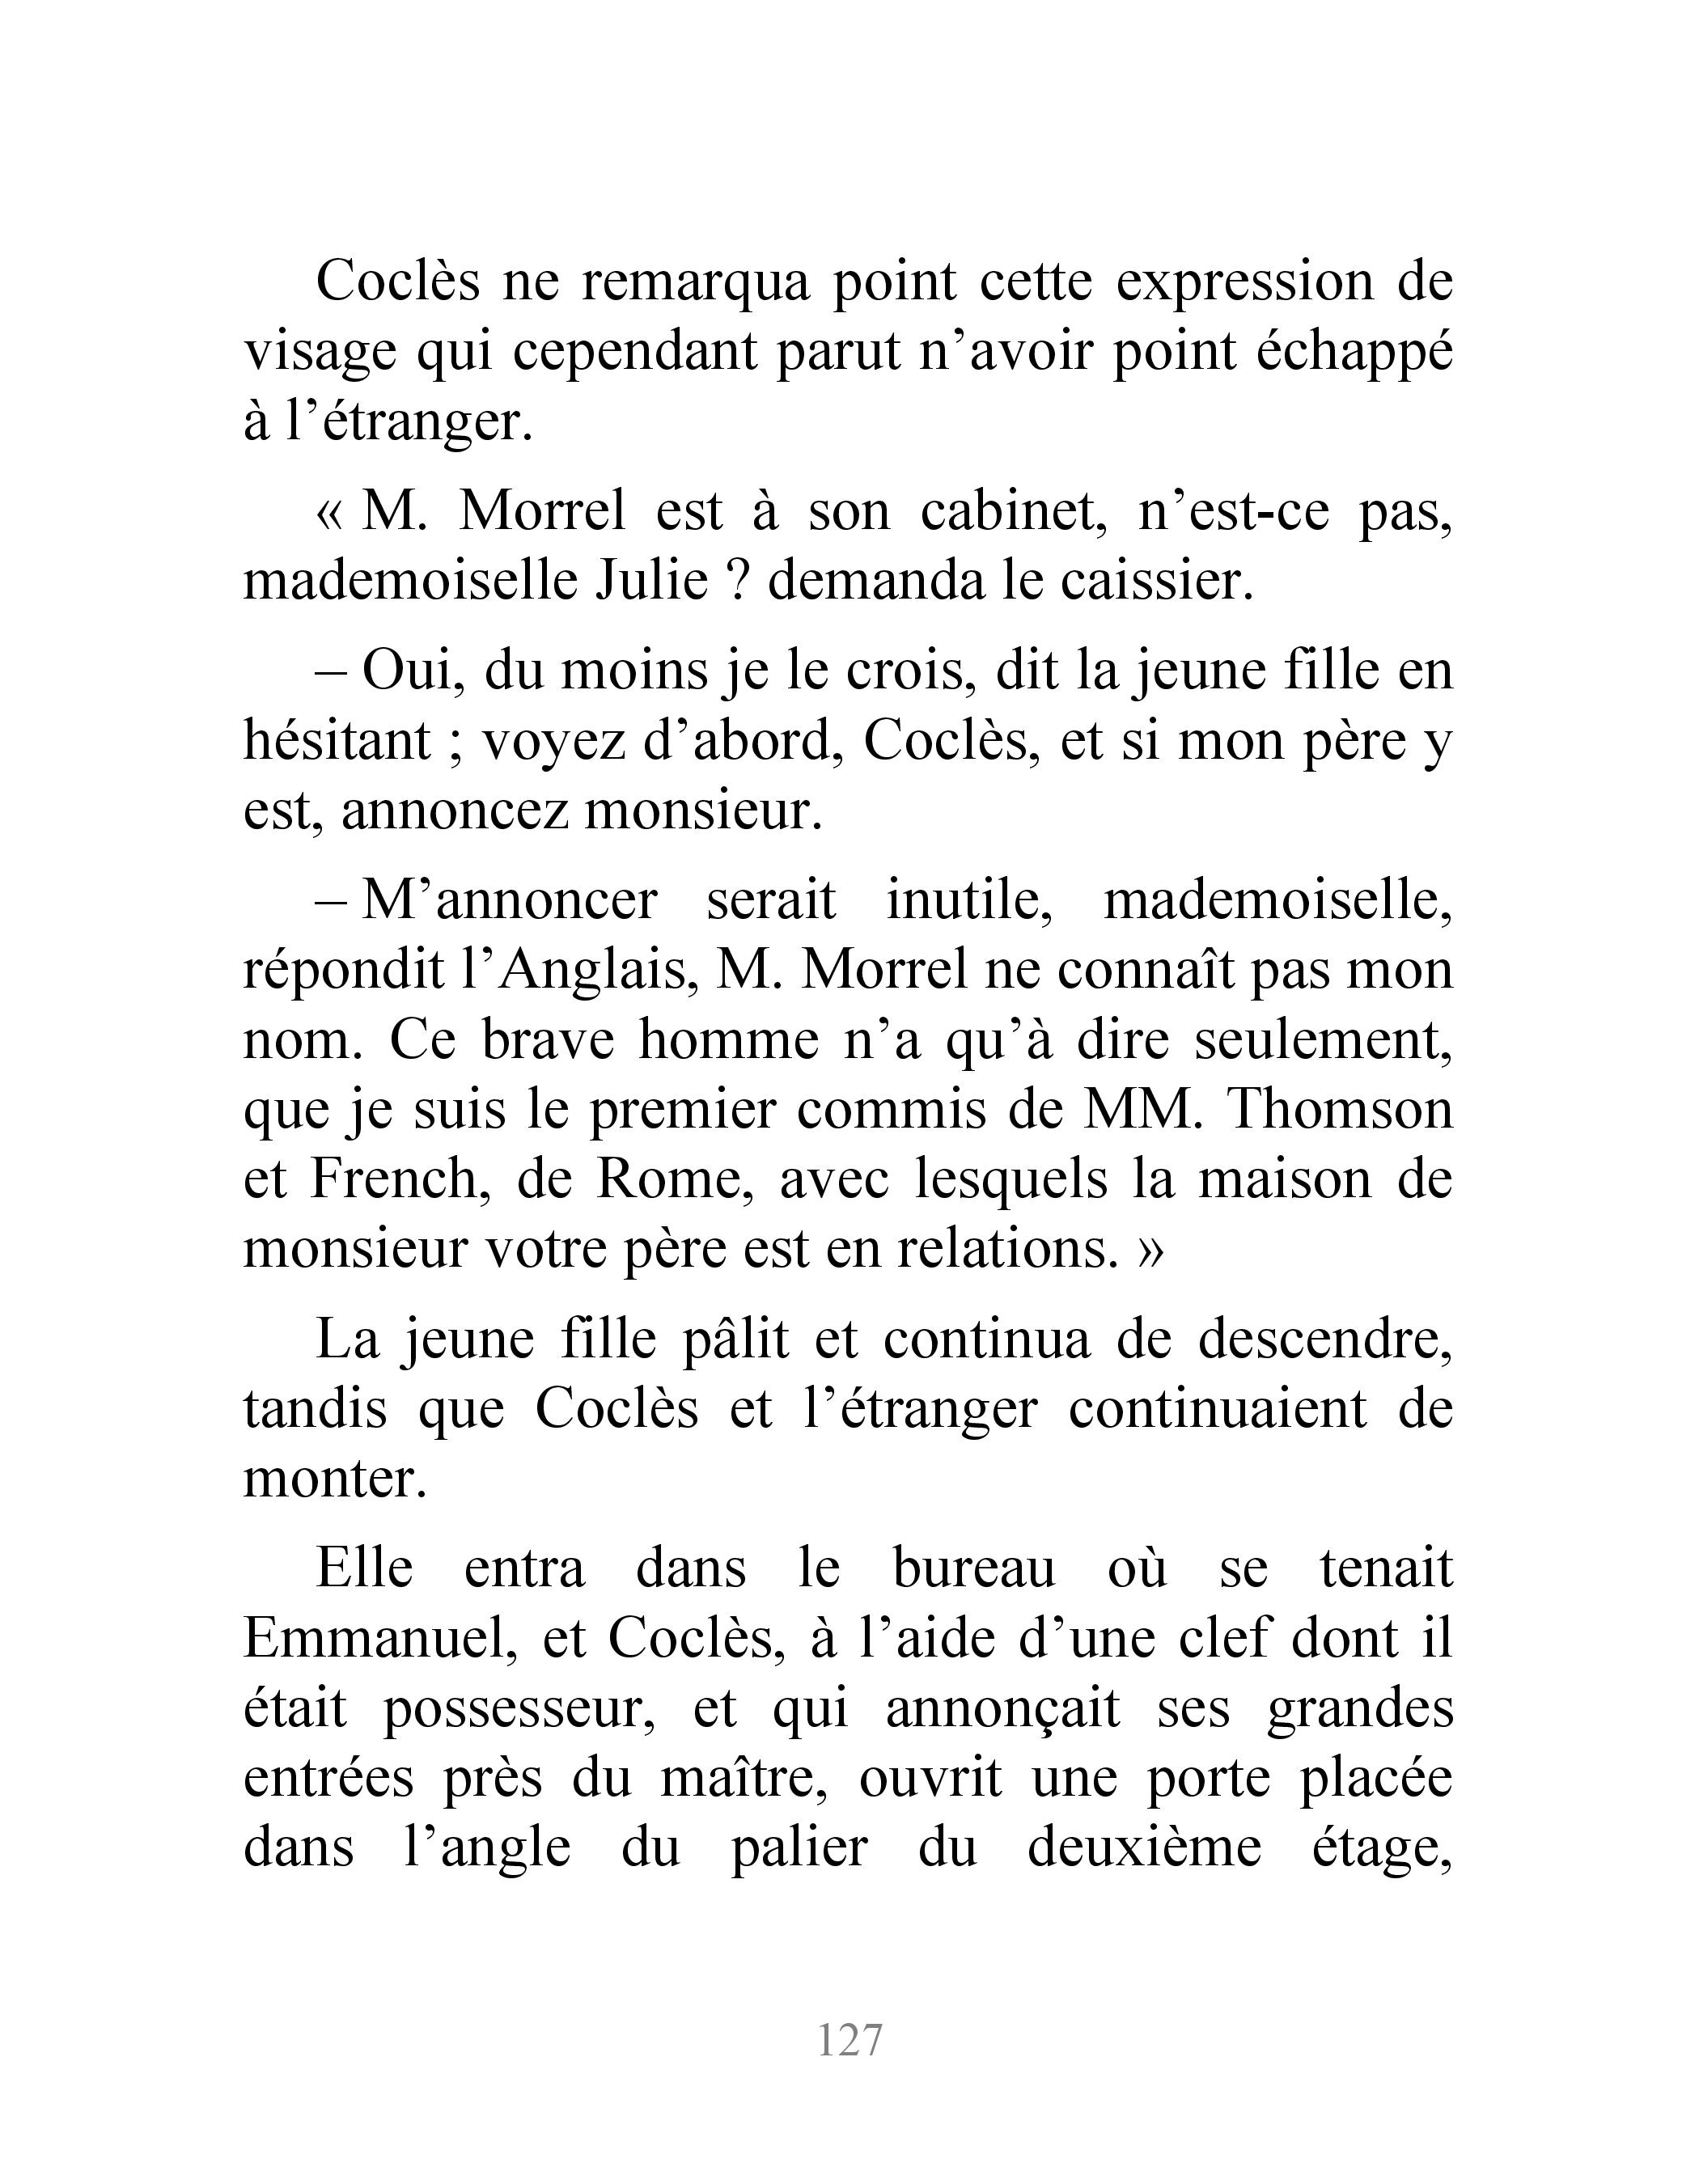 Coclès ne remarqua point cette expression de
visage qui cependant parut n’avoir point échappé
à l’étranger.
« M. Morrel est à son cabinet, n’est-ce pas,
mademoiselle Julie ? demanda le caissier.
– Oui, du moins je le crois, dit la jeune fille en
hésitant ; voyez d’abord, Coclès, et si mon père y
est, annoncez monsieur.
– M’annoncer serait inutile, mademoiselle,
répondit l’Anglais, M. Morrel ne connaît pas mon
nom. Ce brave homme n’a qu’à dire seulement,
que je suis le premier commis de MM. Thomson
et French, de Rome, avec lesquels la maison de
monsieur votre père est en relations. »
La jeune fille pâlit et continua de descendre,
tandis que Coclès et l’étranger continuaient de
monter.
Elle entra dans le bureau où se tenait
Emmanuel, et Coclès, à l’aide d’une clef dont il
était possesseur, et qui annonçait ses grandes
entrées près du maître, ouvrit une porte placée
dans l’angle du palier du deuxième étage,
127